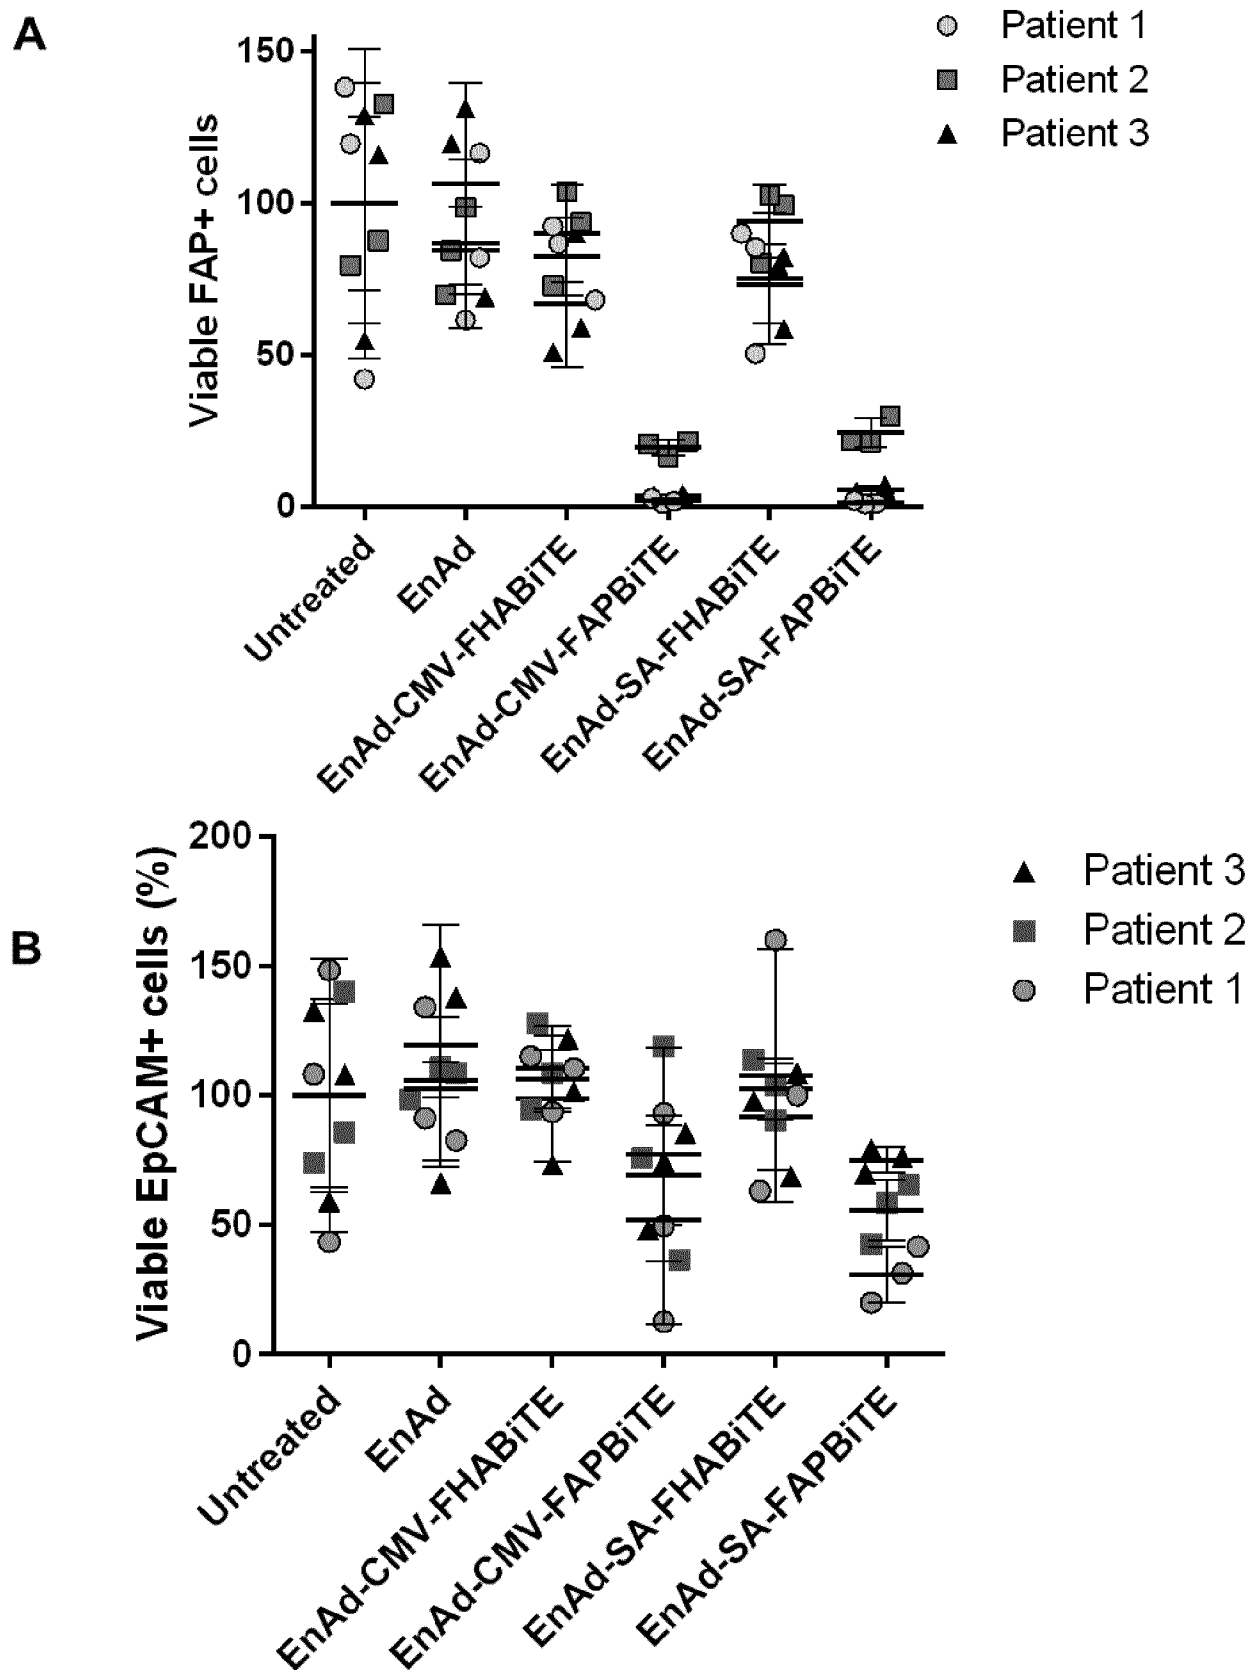 A
Viable FAP+ cells
150
100
50
0
Patient 1
Patient 2
Patient 3
Untreated
EnAd
EnAd-CMV-FHABiTE
EnAd-CMV-FAPBiTE
EnAd-SA-FHABiTE
EnAd-SA-FAPBiTE
B
Viable EpCAM+ cells (%)
200
150
100
50
0
Patient 3
Patient 2
Patient 1
Untreated
EnAd
EnAd-CMV-FHABiTE
EnAd-CMV-FAPBiTE
EnAd-SA-FHABiTE
EnAd-SA-FAPBiTE